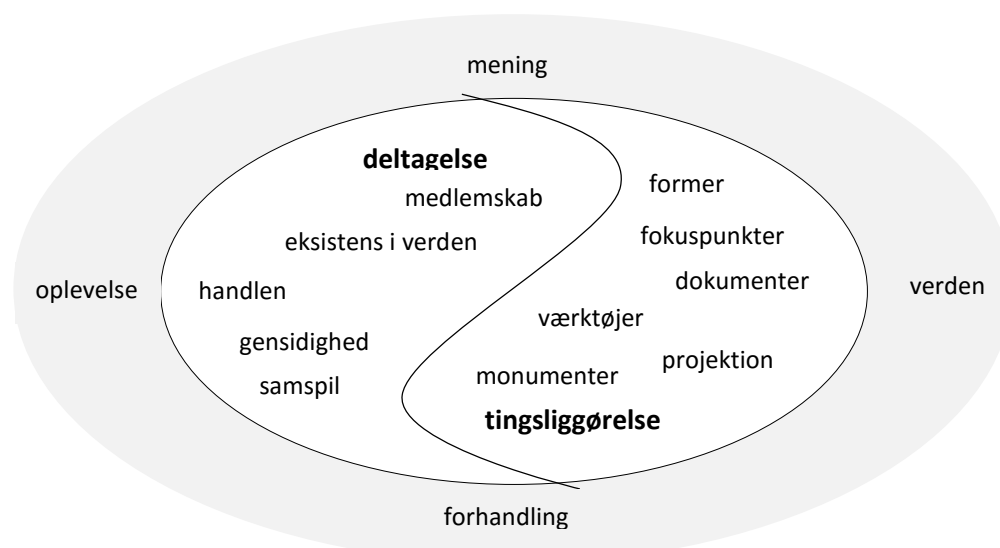 mening
deltagelse
medlemskab
eksistens i verden
handlen
gensidighed
samspil
former
fokuspunkter
dokumenter
værktøjer
projektion
monumenter
tingsliggørelse
oplevelse
verden
forhandling